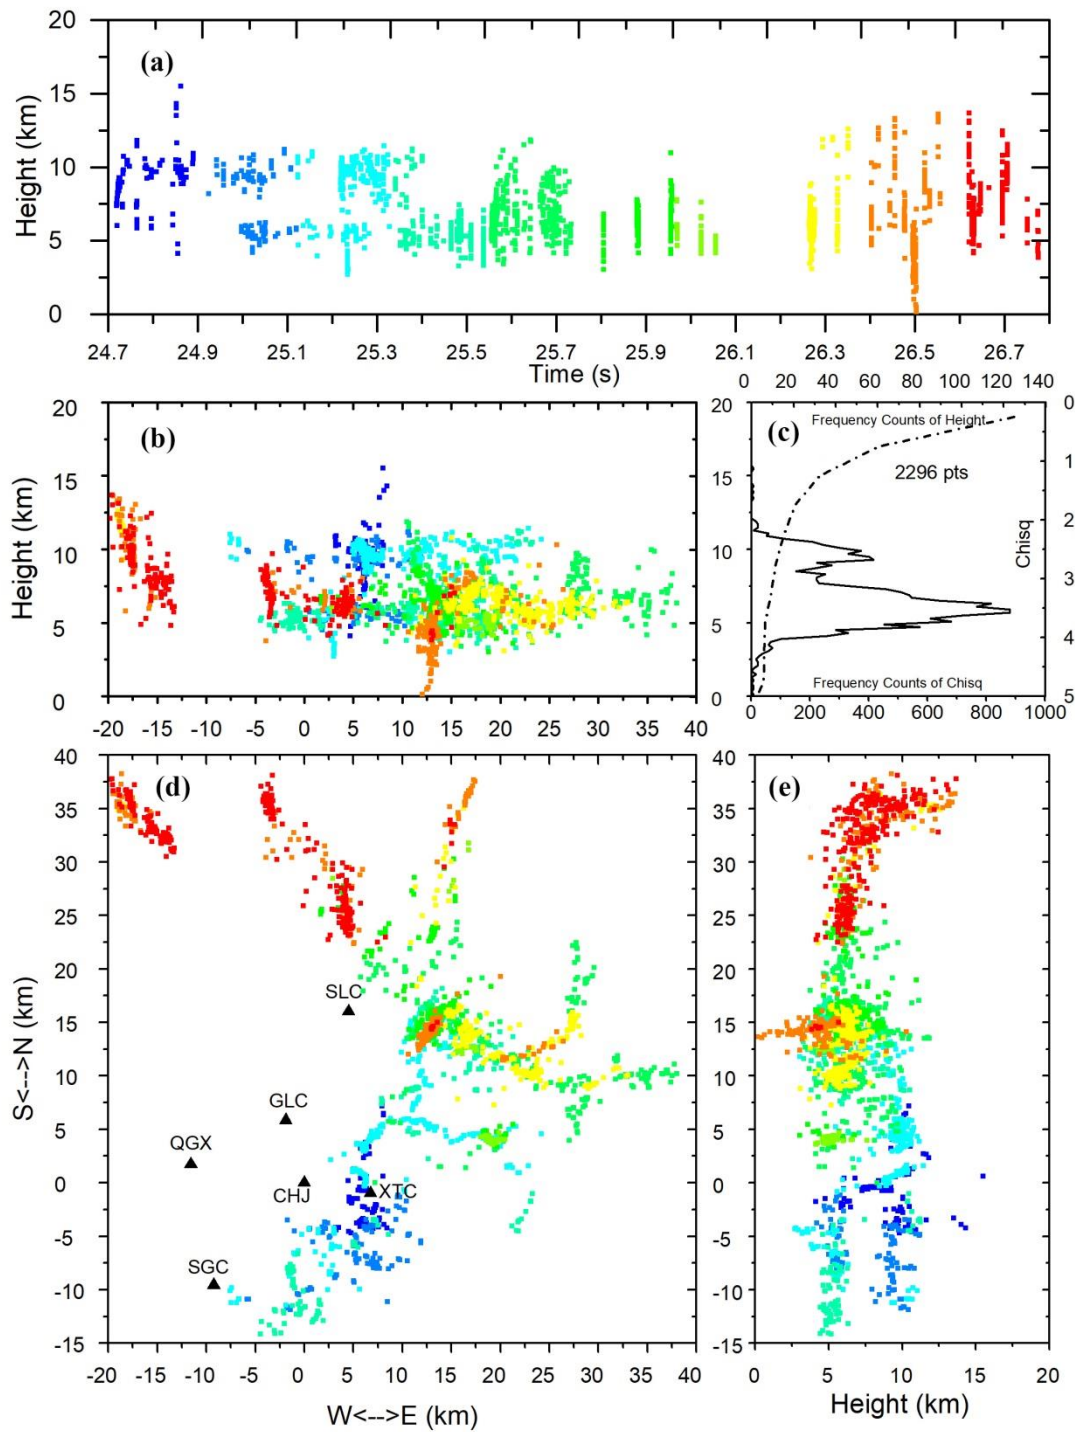 20
15
10
5
0
Height (km)
(a)
24.7 24.9 25.1 25.3 25.5 25.7 25.9 26.1 26.3 26.5 26.7
Time (s)
20
15
10
5
0
Height (km)
(b)
-20 -15 -10 -5 0 5 10 15 20 25 30 35 40
0 20 40 60 80 100 120 140
20
15
10
5
0
Frequency Counts of Height
(c)
2296 pts
Frequency Counts of Chisq
0
1
2
3
4
5
Chisq
0 200 400 600 800 1000
40
35
30
25
20
15
10
5
0
-5
-10
-15
S<-->N (km)
(d)
SLC
GLC
QGX
CHJ
XTC
SGC
-20 -15 -10 -5 0 5 10 15 20 25 30 35 40
W<-->E (km)
40
35
30
25
20
15
10
5
0
-5
-10
-15
(e)
0 5 10 15 20
Height (km)